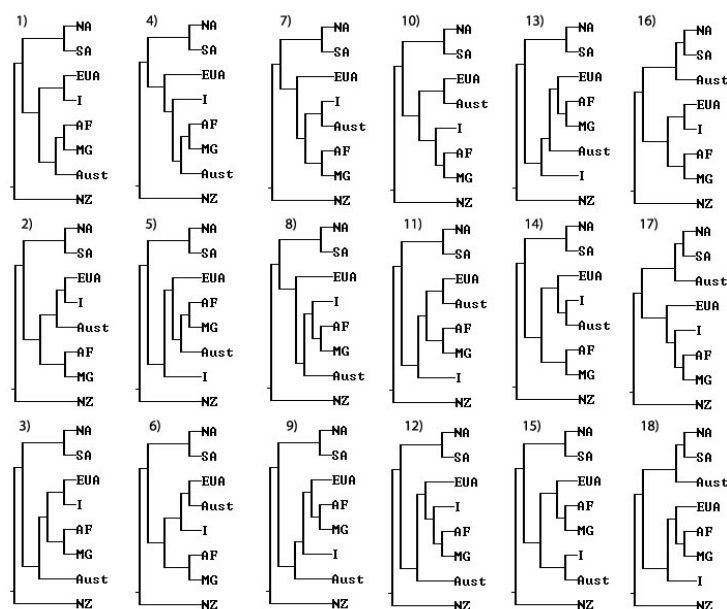 1)
NA
SA
EUA
I
AF
MG
Aust
NZ
2)
NA
SA
EUA
I
Aust
AF
MG
NZ
3)
NA
SA
EUA
I
AF
MG
Aust
NZ
4)
NA
SA
EUA
I
AF
MG
Aust
NZ
5)
NA
SA
EUA
AF
MG
Aust
I
NZ
6)
NA
SA
EUA
Aust
I
AF
MG
NZ
7)
NA
SA
EUA
I
Aust
AF
MG
NZ
8)
NA
SA
EUA
I
AF
MG
Aust
NZ
9)
NA
SA
EUA
AF
MG
I
Aust
NZ
10)
NA
SA
EUA
Aust
I
AF
MG
NZ
11)
NA
SA
EUA
Aust
AF
MG
I
NZ
12)
NA
SA
EUA
I
AF
MG
Aust
NZ
13)
NA
SA
EUA
AF
MG
Aust
I
NZ
14)
NA
SA
EUA
I
Aust
AF
MG
NZ
15)
NA
SA
EUA
AF
MG
I
Aust
NZ
16)
NA
SA
Aust
EUA
I
AF
MG
NZ
17)
NA
SA
Aust
EUA
I
AF
MG
NZ
18)
NA
SA
Aust
EUA
AF
MG
I
NZ